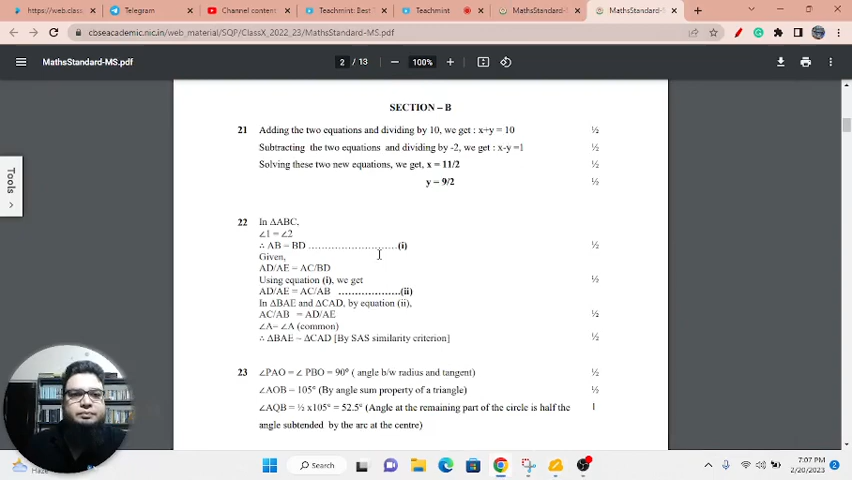 https://web.class
Telegram
Channel content
Teachmint: Best T
Teachmint
MathsStandard-MS.p
MathsStandard-MS.p
cbseacademic.nic.in/web_material/SQP/ClassX_2022_23/MathsStandard-MS.pdf
MathsStandard-MS.pdf
2 / 13
100%
Tools
SECTION – B
21 Adding the two equations and dividing by 10, we get : x+y = 10 ½
Subtracting the two equations and dividing by -2, we get : x-y =1 ½
Solving these two new equations, we get, x = 11/2 ½
y = 9/2 ½
22 In ΔABC,
∠1 = ∠2
∴ AB = BD ………………………(i) ½
Given,
AD/AE = AC/BD
Using equation (i), we get ½
AD/AE = AC/AB ………………..(ii)
In ΔBAE and ΔCAD, by equation (ii),
AC/AB = AD/AE ½
∠A= ∠A (common)
∴ ΔBAE ~ ΔCAD [By SAS similarity criterion] ½
23 ∠PAO = ∠ PBO = 90° ( angle b/w radius and tangent) ½
∠AOB = 105° (By angle sum property of a triangle) ½
∠AQB = ½ x105° = 52.5° (Angle at the remaining part of the circle is half the 1
angle subtended by the arc at the centre)
Haze
Search
7:07 PM
2/20/2023
2